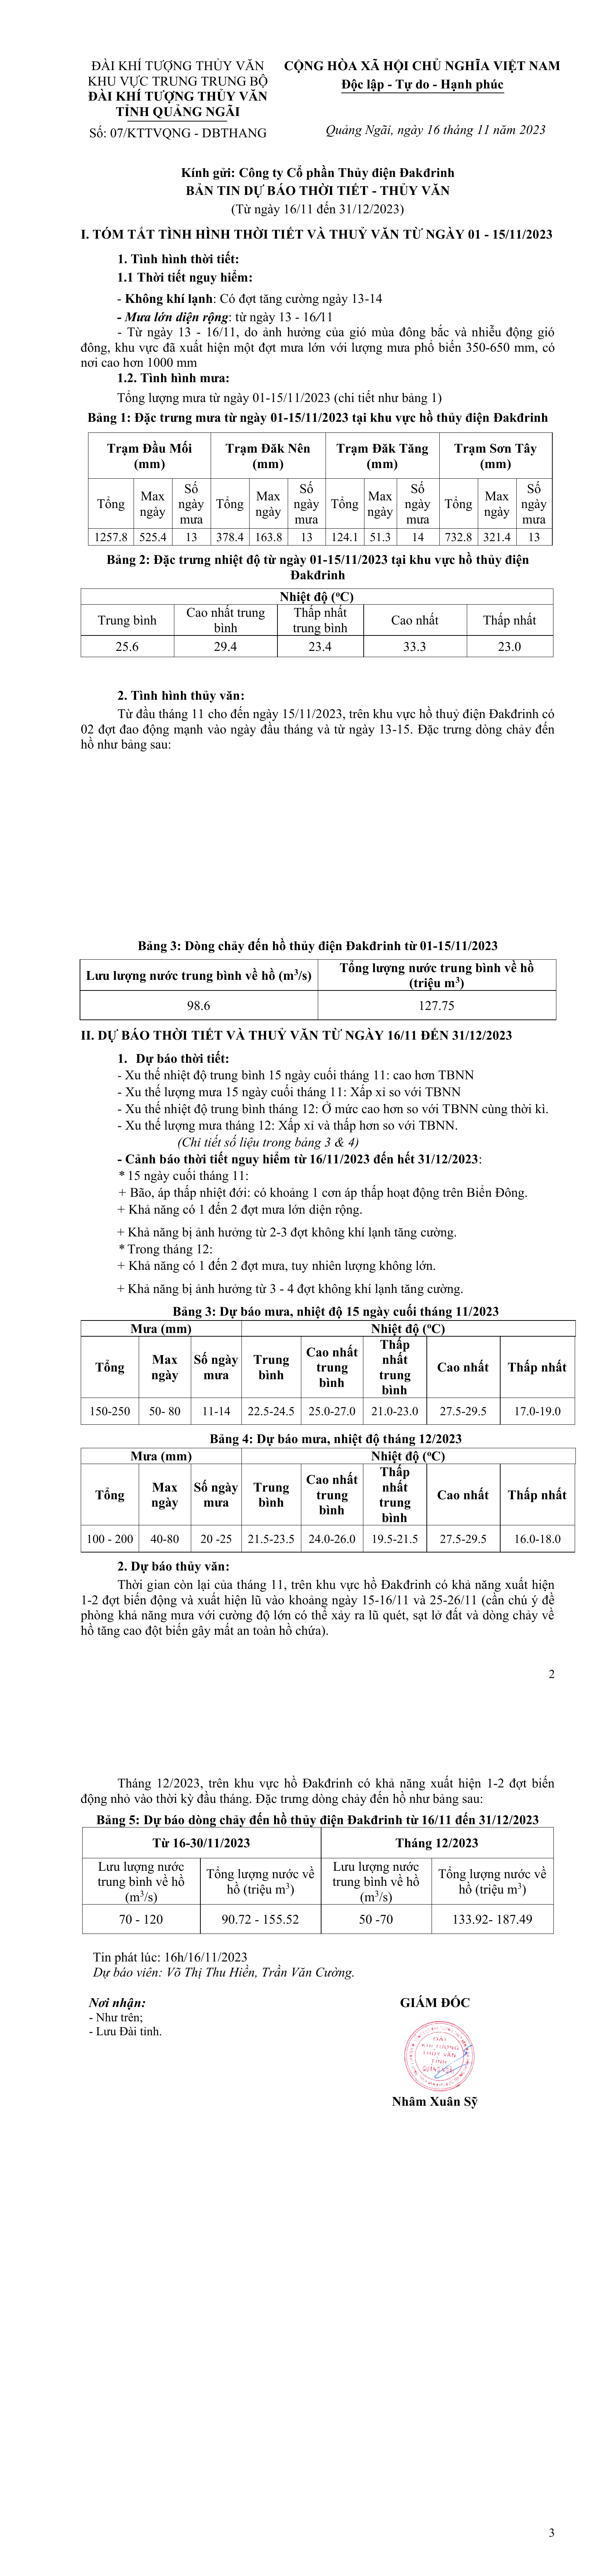 ĐÀI KHÍ TƯỢNG THỦY VĂN
KHU VỰC TRUNG TRUNG BỘ
ĐÀI KHÍ TƯỢNG THỦY VĂN
TỈNH QUẢNG NGÃI
Số: 07/KTTVQNG - DBTHANG
CỘNG HÒA XÃ HỘI CHỦ NGHĨA VIỆT NAM
Độc lập - Tự do - Hạnh phúc
Quảng Ngãi, ngày 16 tháng 11 năm 2023
Kính gửi: Công ty Cổ phần Thủy điện Đakđrinh
BẢN TIN DỰ BÁO THỜI TIẾT - THỦY VĂN
(Từ ngày 16/11 đến 31/12/2023)
I. TÓM TẮT TÌNH HÌNH THỜI TIẾT VÀ THUỶ VĂN TỪ NGÀY 01 - 15/11/2023
1. Tình hình thời tiết:
1.1 Thời tiết nguy hiểm:
- Không khí lạnh: Có đợt tăng cường ngày 13-14
- Mưa lớn diện rộng: từ ngày 13 - 16/11
- Từ ngày 13 - 16/11, do ảnh hưởng của gió mùa đông bắc và nhiễu động gió
đông, khu vực đã xuất hiện một đợt mưa lớn với lượng mưa phổ biến 350-650 mm, có
nơi cao hơn 1000 mm
1.2. Tình hình mưa:
Tổng lượng mưa từ ngày 01-15/11/2023 (chi tiết như bảng 1)
Bảng 1: Đặc trưng mưa từ ngày 01-15/11/2023 tại khu vực hồ thủy điện Đakđrinh
Trạm Đầu Mối (mm) Trạm Đăk Nên (mm) Trạm Đăk Tăng (mm) Trạm Sơn Tây (mm)
Tổng Max ngày Số ngày mưa Tổng Max ngày Số ngày mưa Tổng Max ngày Số ngày mưa Tổng Max ngày Số ngày mưa
1257.8 525.4 13 378.4 163.8 13 124.1 51.3 14 732.8 321.4 13
Bảng 2: Đặc trưng nhiệt độ từ ngày 01-15/11/2023 tại khu vực hồ thủy điện
Đakđrinh
Nhiệt độ (ºC)
Trung bình Cao nhất trung bình Thấp nhất trung bình Cao nhất Thấp nhất
25.6 29.4 23.4 33.3 23.0
2. Tình hình thủy văn:
Từ đầu tháng 11 cho đến ngày 15/11/2023, trên khu vực hồ thuỷ điện Đakđrinh có
02 đợt đao động mạnh vào ngày đầu tháng và từ ngày 13-15. Đặc trưng dòng chảy đến
hồ như bảng sau:
Bảng 3: Dòng chảy đến hồ thủy điện Đakđrinh từ 01-15/11/2023
Lưu lượng nước trung bình về hồ (m³/s) Tổng lượng nước trung bình về hồ (triệu m³)
98.6 127.75
II. DỰ BÁO THỜI TIẾT VÀ THUỶ VĂN TỪ NGÀY 16/11 ĐẾN 31/12/2023
1. Dự báo thời tiết:
- Xu thế nhiệt độ trung bình 15 ngày cuối tháng 11: cao hơn TBNN
- Xu thế lượng mưa 15 ngày cuối tháng 11: Xấp xỉ so với TBNN
- Xu thế nhiệt độ trung bình tháng 12: Ở mức cao hơn so với TBNN cùng thời kì.
- Xu thế lượng mưa tháng 12: Xấp xỉ và thấp hơn so với TBNN.
(Chi tiết số liệu trong bảng 3 & 4)
- Cảnh báo thời tiết nguy hiểm từ 16/11/2023 đến hết 31/12/2023:
* 15 ngày cuối tháng 11:
+ Bão, áp thấp nhiệt đới: có khoảng 1 cơn áp thấp hoạt động trên Biển Đông.
+ Khả năng có 1 đến 2 đợt mưa lớn diện rộng.
+ Khả năng bị ảnh hưởng từ 2-3 đợt không khí lạnh tăng cường.
* Trong tháng 12:
+ Khả năng có 1 đến 2 đợt mưa, tuy nhiên lượng không lớn.
+ Khả năng bị ảnh hưởng từ 3 - 4 đợt không khí lạnh tăng cường.
Bảng 3: Dự báo mưa, nhiệt độ 15 ngày cuối tháng 11/2023
Mưa (mm) Nhiệt độ (ºC)
Tổng Max ngày Số ngày mưa Trung bình Cao nhất trung bình Thấp nhất trung bình Cao nhất Thấp nhất
150-250 50- 80 11-14 22.5-24.5 25.0-27.0 21.0-23.0 27.5-29.5 17.0-19.0
Bảng 4: Dự báo mưa, nhiệt độ tháng 12/2023
Mưa (mm) Nhiệt độ (ºC)
Tổng Max ngày Số ngày mưa Trung bình Cao nhất trung bình Thấp nhất trung bình Cao nhất Thấp nhất
100 - 200 40-80 20 -25 21.5-23.5 24.0-26.0 19.5-21.5 27.5-29.5 16.0-18.0
2. Dự báo thủy văn:
Thời gian còn lại của tháng 11, trên khu vực hồ Đakđrinh có khả năng xuất hiện
1-2 đợt biến động và xuất hiện lũ vào khoảng ngày 15-16/11 và 25-26/11 (cần chú ý đề
phòng khả năng mưa với cường độ lớn có thể xảy ra lũ quét, sạt lở đất và dòng chảy về
hồ tăng cao đột biến gây mất an toàn hồ chứa).
2
Tháng 12/2023, trên khu vực hồ Đakđrinh có khả năng xuất hiện 1-2 đợt biến
động nhỏ vào thời kỳ đầu tháng. Đặc trưng dòng chảy đến hồ như bảng sau:
Bảng 5: Dự báo dòng chảy đến hồ thủy điện Đakđrinh từ 16/11 đến 31/12/2023
Từ 16-30/11/2023 Tháng 12/2023
Lưu lượng nước trung bình về hồ (m³/s) Tổng lượng nước về hồ (triệu m³) Lưu lượng nước trung bình về hồ (m³/s) Tổng lượng nước về hồ (triệu m³)
70 - 120 90.72 - 155.52 50 -70 133.92- 187.49
Tin phát lúc: 16h/16/11/2023
Dự báo viên: Võ Thị Thu Hiền, Trần Văn Cường.
Nơi nhận:
- Như trên;
- Lưu Đài tỉnh.
GIÁM ĐỐC
ĐÀI
KHÍ TƯỢNG
THỦY VĂN
TỈNH
QUẢNG NGÃI
Nhâm Xuân Sỹ
3